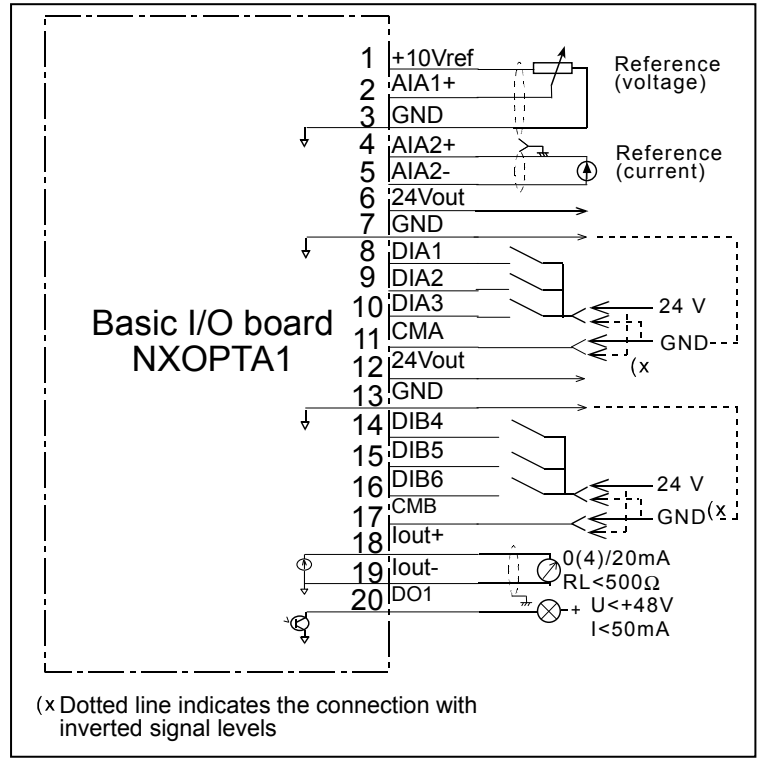 1 +10Vref
Reference
(voltage)
2 AIA1+
3 GND
4 AIA2+
Reference
(current)
5 AIA2-
6 24Vout
7 GND
8 DIA1
9 DIA2
10 DIA3
24 V
11 CMA
GND
(x
12 24Vout
13 GND
14 DIB4
15 DIB5
16 DIB6
24 V
17 CMB
GND (x
18 Iout+
0(4)/20mA
19 Iout-
RL<500Ω
20 DO1
+ U<+48V
I<50mA
Basic I/O board
NXOPTA1
(x Dotted line indicates the connection with
inverted signal levels